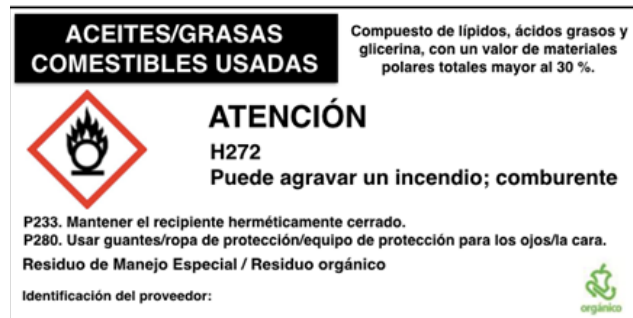 ACEITES/GRASAS
COMESTIBLES USADAS
Compuesto de lípidos, ácidos grasos y
glicerina, con un valor de materiales
polares totales mayor al 30 %.
ATENCIÓN
H272
Puede agravar un incendio; comburente
P233. Mantener el recipiente herméticamente cerrado.
P280. Usar guantes/ropa de protección/equipo de protección para los ojos/la cara.
Residuo de Manejo Especial / Residuo orgánico
Identificación del proveedor:
orgánico